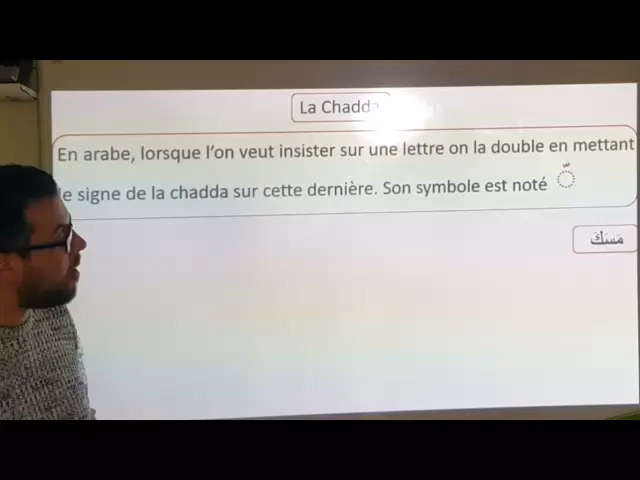 La Chadda
En arabe, lorsque l'on veut insister sur une lettre on la double en mettant
le signe de la chadda sur cette dernière. Son symbole est noté ّ
مَسَكَ